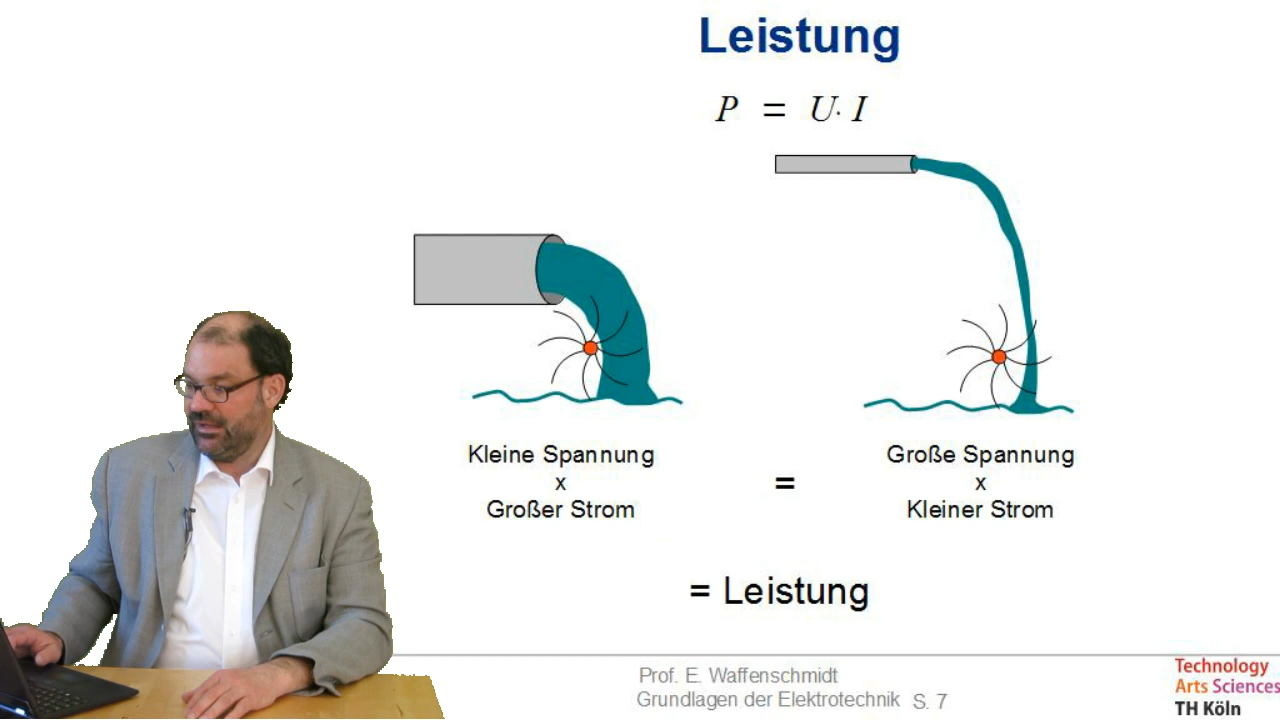 Leistung
P = U · I
Kleine Spannung
x
Großer Strom
=
Große Spannung
x
Kleiner Strom
= Leistung
Prof. E. Waffenschmidt
Grundlagen der Elektrotechnik S. 7
Technology
Arts Sciences
TH Köln